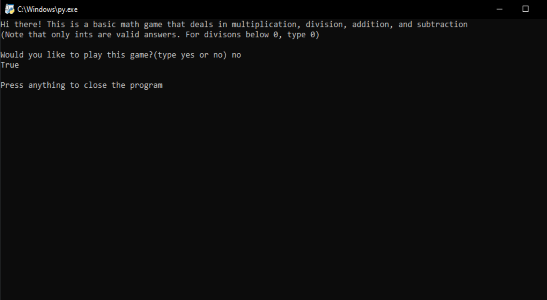 C:\Windows\py.exe
Hi there! This is a basic math game that deals in multiplication, division, addition, and subtraction
(Note that only ints are valid answers. For divisons below 0, type 0)
Would you like to play this game?(type yes or no) no
True
Press anything to close the program